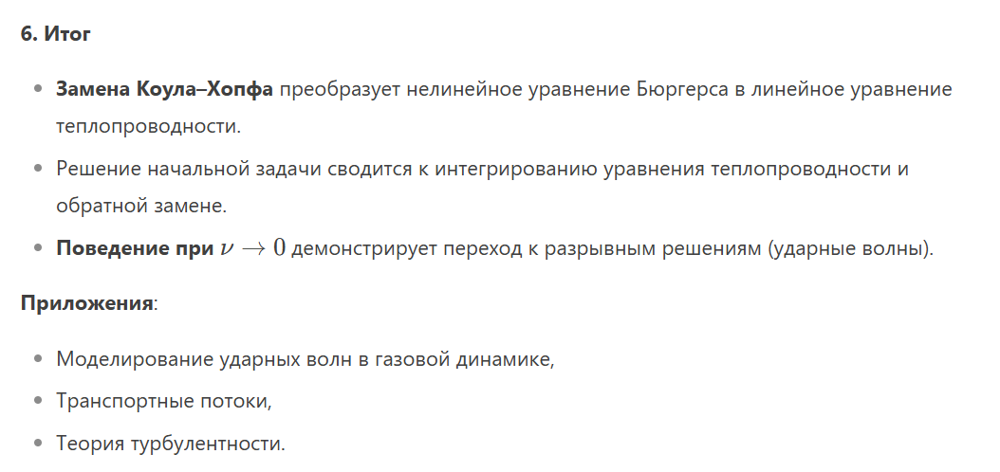 6. Итог
Замена Коула–Хопфа преобразует нелинейное уравнение Бюргерса в линейное уравнение
теплопроводности.
Решение начальной задачи сводится к интегрированию уравнения теплопроводности и
обратной замене.
Поведение при ν → 0 демонстрирует переход к разрывным решениям (ударные волны).
Приложения:
Моделирование ударных волн в газовой динамике,
Транспортные потоки,
Теория турбулентности.